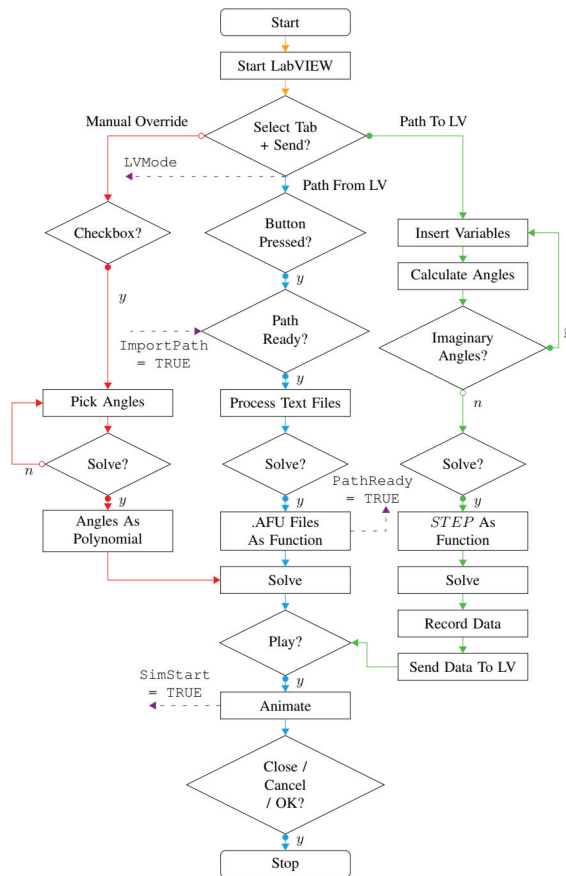 Start
Start LabVIEW
Manual Override
Path To LV
Select Tab
+ Send?
LVMode
Path From LV
Checkbox?
Button
Pressed?
Insert Variables
Calculate Angles
y
y
Path
Ready?
ImportPath
= TRUE
Imaginary
Angles?
y
Pick Angles
Process Text Files
n
Solve?
n
Solve?
Solve?
PathReady
= TRUE
y
y
y
Angles As
Polynomial
.AFU Files
As Function
STEP As
Function
Solve
Solve
Record Data
Play?
Send Data To LV
SimStart
= TRUE
y
Animate
Close /
Cancel
/ OK?
y
Stop